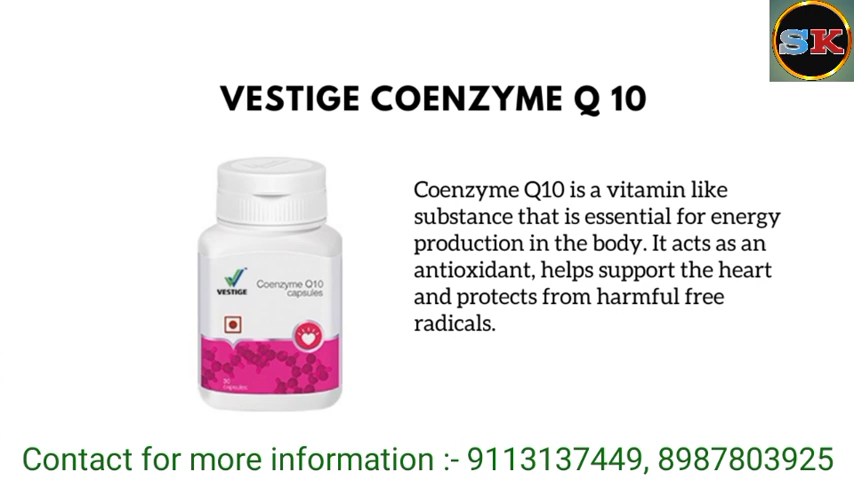 SK
VESTIGE COENZYME Q 10
Coenzyme Q10 is a vitamin like
substance that is essential for energy
production in the body. It acts as an
antioxidant, helps support the heart
and protects from harmful free
radicals.
VESTIGE
Coenzyme Q10
capsules
30
capsules
Contact for more information :- 9113137449, 8987803925